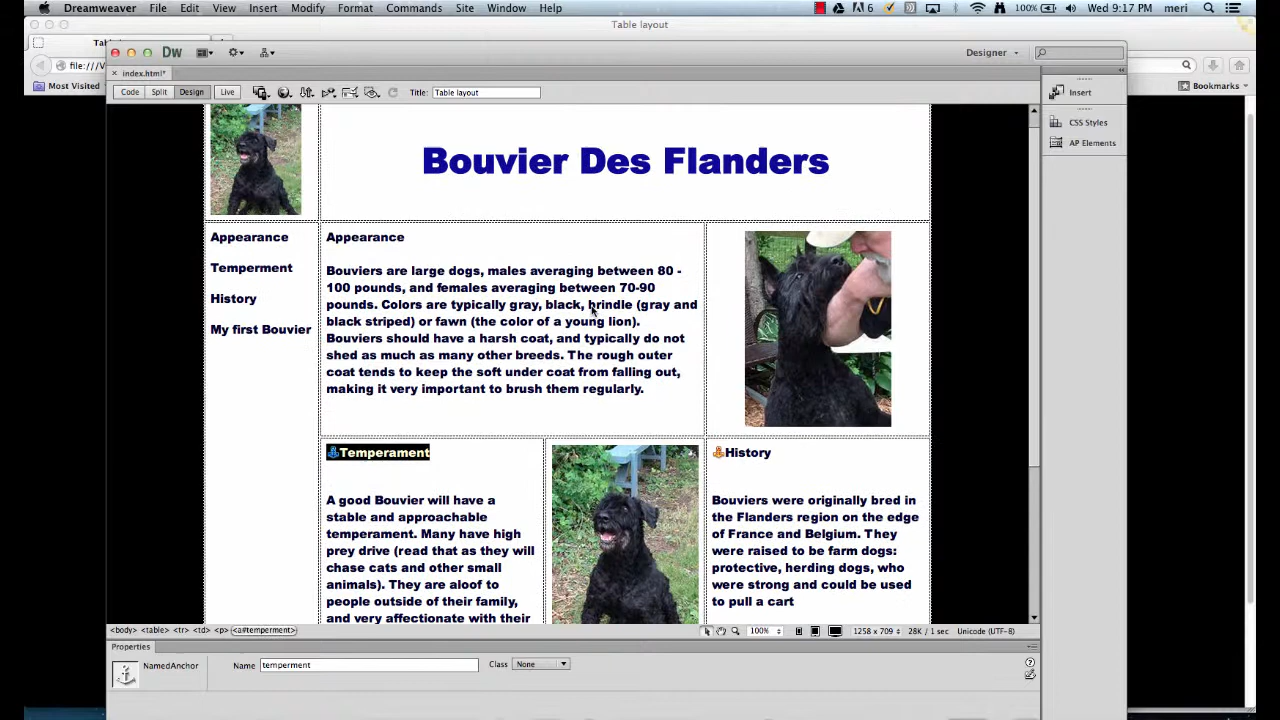 Dreamweaver File Edit View Insert Modify Format Commands Site Window Help 6 100% Wed 9:17 PM meri
Table layout
file:///V
Most Visited
Bookmarks
Dw
Designer
index.html*
Code Split Design Live Title: Table layout
Insert
CSS Styles
AP Elements
Bouvier Des Flanders
Appearance
Temperment
History
My first Bouvier
Appearance
Bouviers are large dogs, males averaging between 80 -
100 pounds, and females averaging between 70-90
pounds. Colors are typically gray, black, brindle (gray and
black striped) or fawn (the color of a young lion).
Bouviers should have a harsh coat, and typically do not
shed as much as many other breeds. The rough outer
coat tends to keep the soft under coat from falling out,
making it very important to brush them regularly.
Temperament
A good Bouvier will have a
stable and approachable
temperament. Many have high
prey drive (read that as they will
chase cats and other small
animals). They are aloof to
people outside of their family,
and very affectionate with their
History
Bouviers were originally bred in
the Flanders region on the edge
of France and Belgium. They
were raised to be farm dogs:
protective, herding dogs, who
were strong and could be used
to pull a cart
<body> <table> <tr> <td> <p> <a#temperment> 100% 1258 x 709 28K / 1 sec Unicode (UTF-8)
Properties
NamedAnchor Name temperment Class None